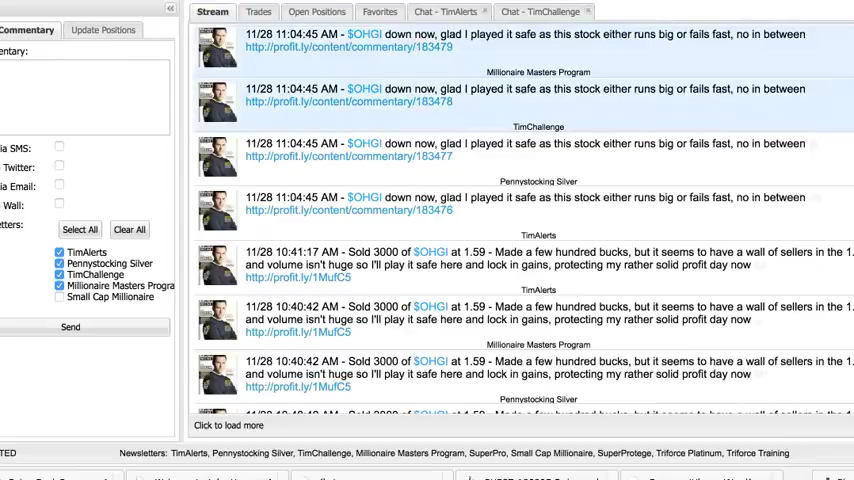 Stream
Trades
Open Positions
Favorites
Chat - TimAlerts
Chat - TimChallenge
Commentary
Update Positions
11/28 11:04:45 AM - $OHGI down now, glad I played it safe as this stock either runs big or fails fast, no in between
http://profit.ly/content/commentary/183479
Millionaire Masters Program
11/28 11:04:45 AM - $OHGI down now, glad I played it safe as this stock either runs big or fails fast, no in between
http://profit.ly/content/commentary/183478
TimChallenge
11/28 11:04:45 AM - $OHGI down now, glad I played it safe as this stock either runs big or fails fast, no in between
http://profit.ly/content/commentary/183477
Pennystocking Silver
11/28 11:04:45 AM - $OHGI down now, glad I played it safe as this stock either runs big or fails fast, no in between
http://profit.ly/content/commentary/183476
TimAlerts
11/28 10:41:17 AM - Sold 3000 of $OHGI at 1.59 - Made a few hundred bucks, but it seems to have a wall of sellers in the 1.
and volume isn't huge so I'll play it safe here and lock in gains, protecting my rather solid profit day now
http://profit.ly/1MufC5
TimAlerts
11/28 10:40:42 AM - Sold 3000 of $OHGI at 1.59 - Made a few hundred bucks, but it seems to have a wall of sellers in the 1.
and volume isn't huge so I'll play it safe here and lock in gains, protecting my rather solid profit day now
http://profit.ly/1MufC5
Millionaire Masters Program
11/28 10:40:42 AM - Sold 3000 of $OHGI at 1.59 - Made a few hundred bucks, but it seems to have a wall of sellers in the 1.
and volume isn't huge so I'll play it safe here and lock in gains, protecting my rather solid profit day now
http://profit.ly/1MufC5
Pennystocking Silver
Click to load more
entary:
ia SMS:
Twitter:
ia Email:
Wall:
tters:
Select All
Clear All
TimAlerts
Pennystocking Silver
TimChallenge
Millionaire Masters Progra
Small Cap Millionaire
Send
TED
Newsletters: TimAlerts, Pennystocking Silver, TimChallenge, Millionaire Masters Program, SuperPro, Small Cap Millionaire, SuperProtege, Triforce Platinum, Triforce Training